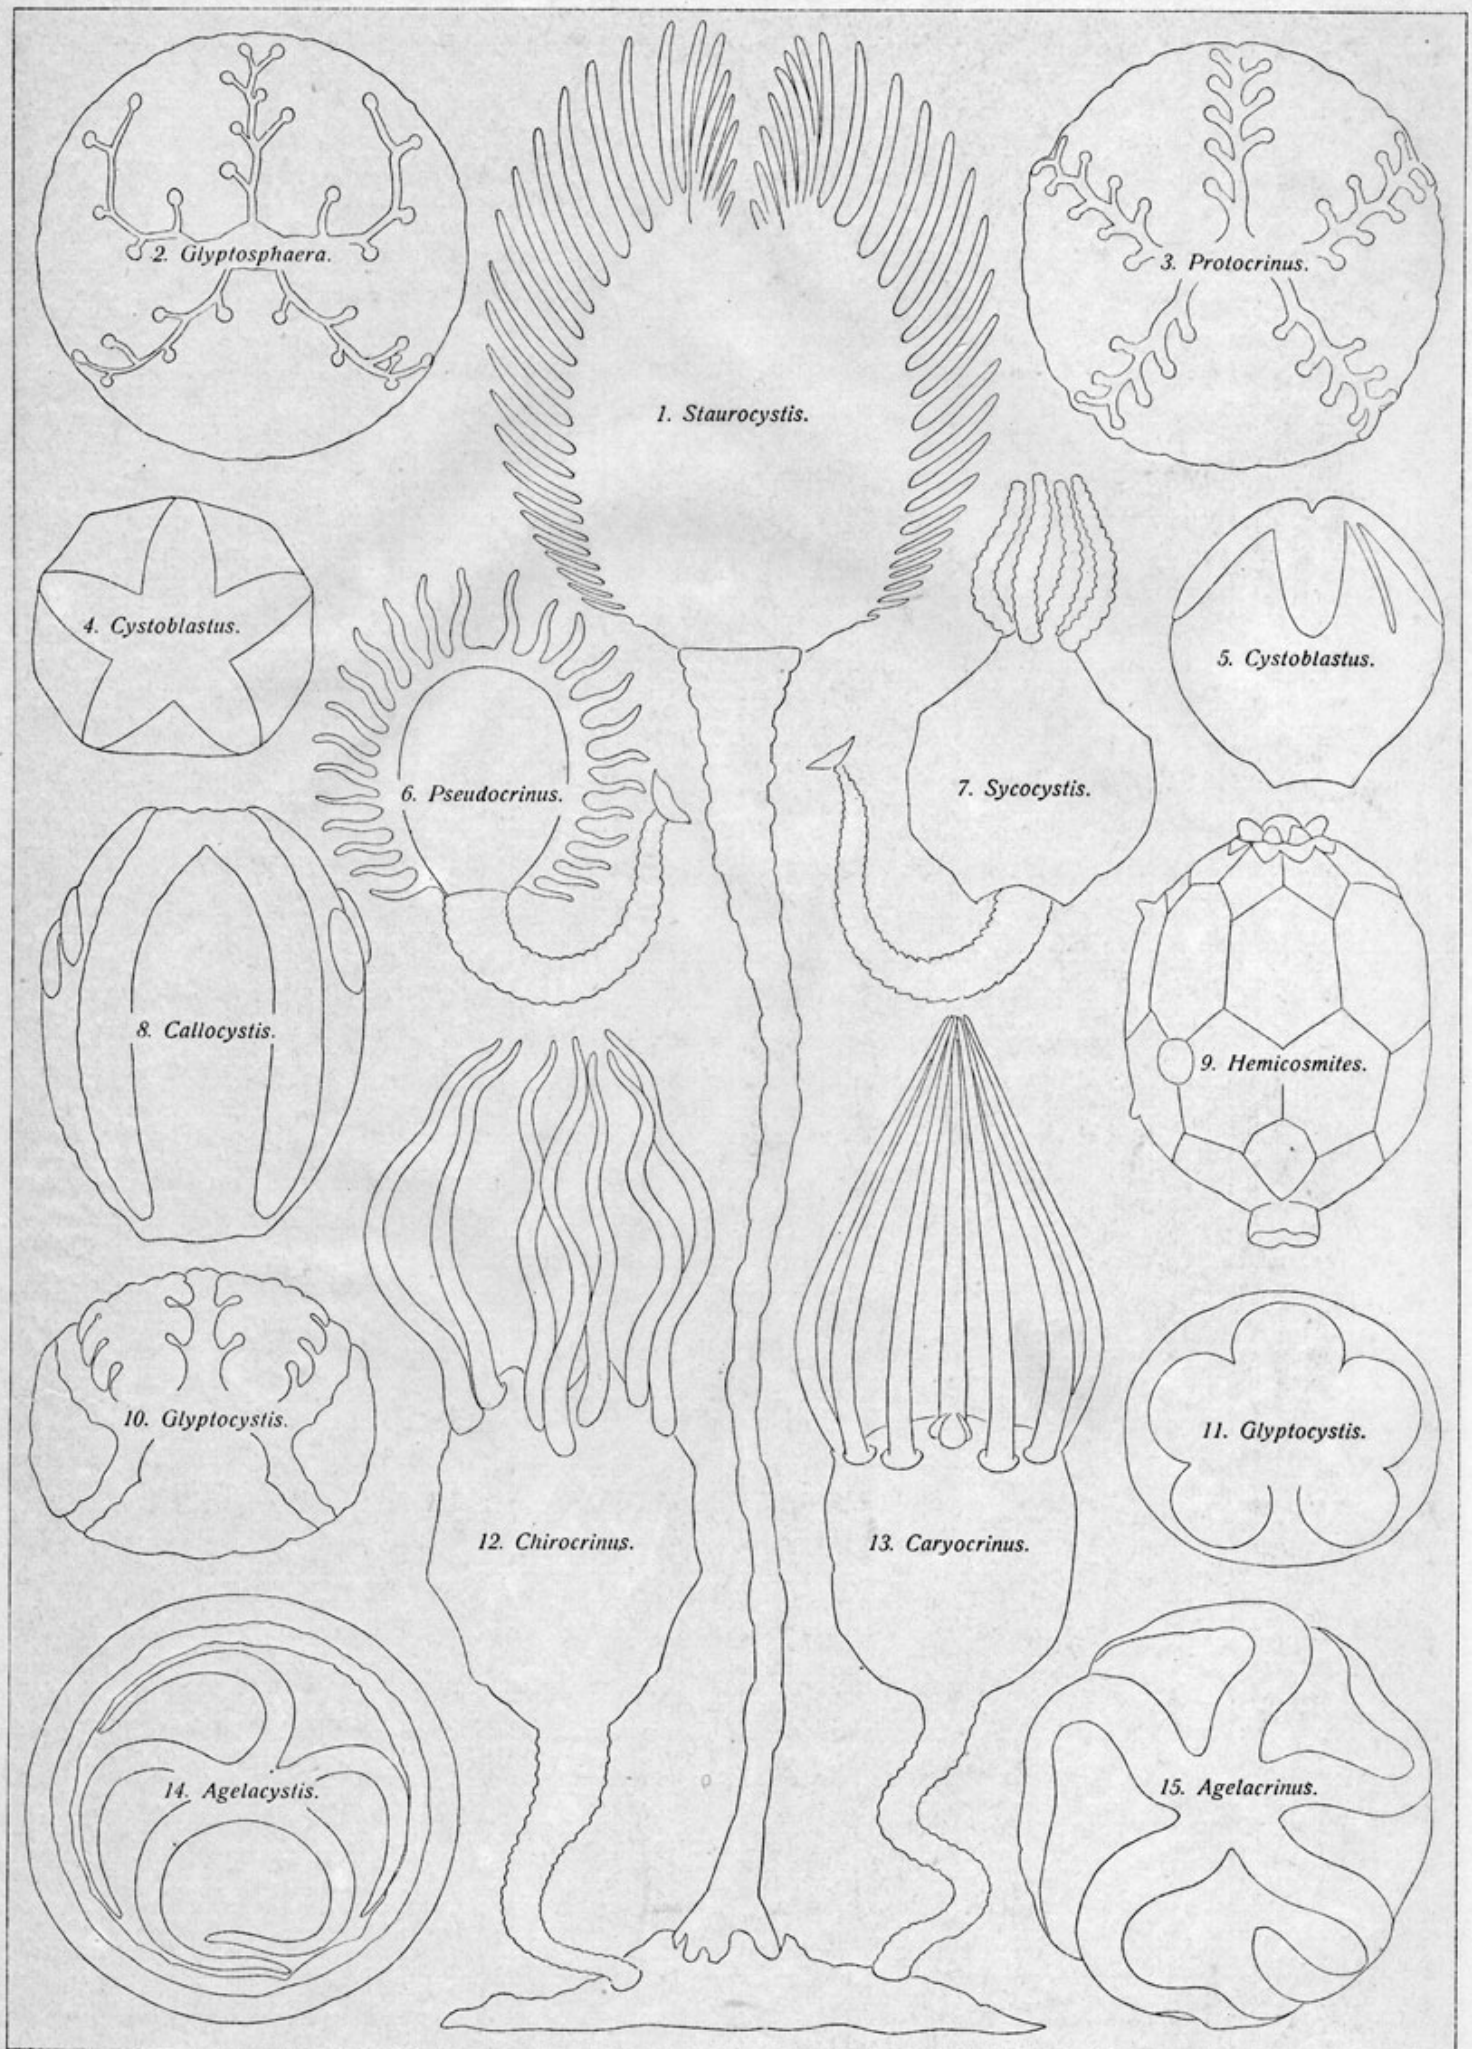 2. Glyptosphaera.
3. Protocrinus.
1. Staurocystis.
4. Cystoblastus.
5. Cystoblastus.
6. Pseudocrinus.
7. Sycocystis.
8. Callocystis.
9. Hemicosmites.
10. Glyptocystis.
11. Glyptocystis.
12. Chirocrinus.
13. Caryocrinus.
14. Agelacystis.
15. Agelacrinus.